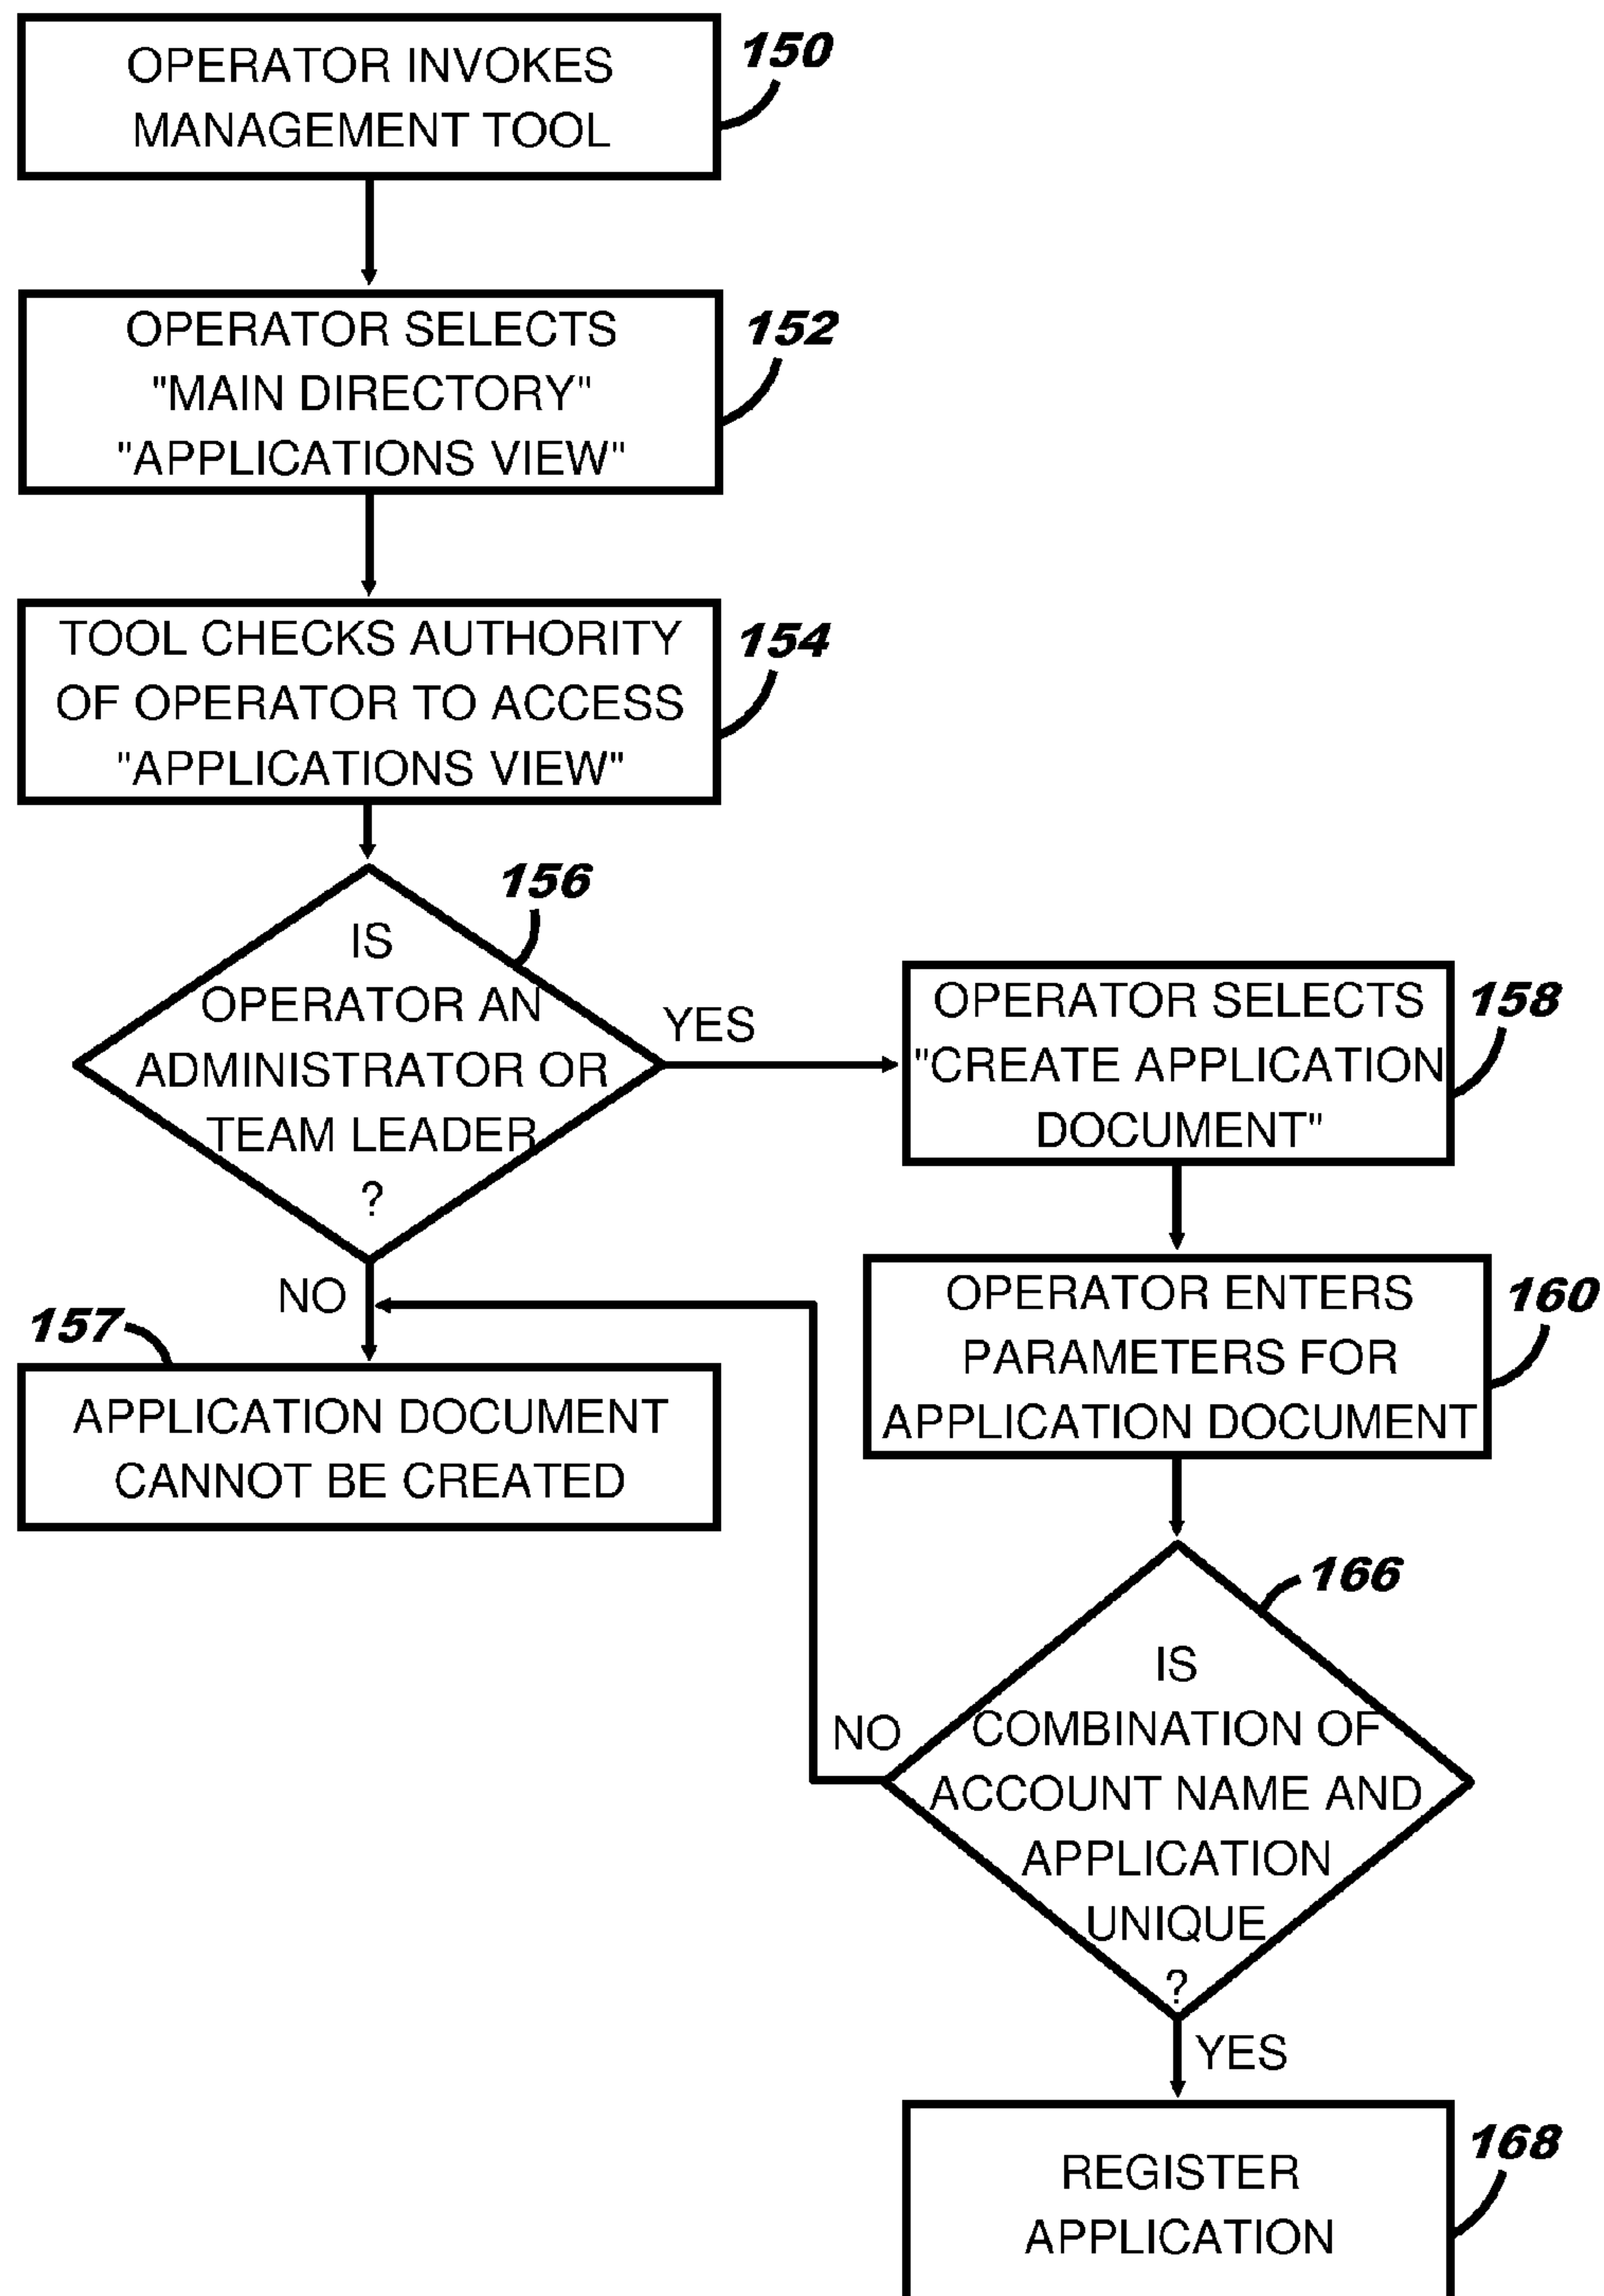 OPERATOR INVOKES
MANAGEMENT TOOL
150
OPERATOR SELECTS
"MAIN DIRECTORY"
"APPLICATIONS VIEW"
152
TOOL CHECKS AUTHORITY
OF OPERATOR TO ACCESS
"APPLICATIONS VIEW"
154
156
IS
OPERATOR AN
ADMINISTRATOR OR
TEAM LEADER
?
YES
NO
157
APPLICATION DOCUMENT
CANNOT BE CREATED
OPERATOR SELECTS
"CREATE APPLICATION
DOCUMENT"
158
OPERATOR ENTERS
PARAMETERS FOR
APPLICATION DOCUMENT
160
166
IS
COMBINATION OF
ACCOUNT NAME AND
APPLICATION
UNIQUE
?
NO
YES
REGISTER
APPLICATION
168